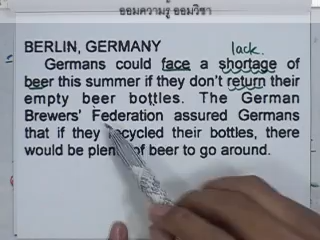 ออมความรู้ ออมวิชา
BERLIN, GERMANY
lack.
Germans could face a shortage of
beer this summer if they don't return their
empty beer bottles. The German
Brewers' Federation assured Germans
that if they recycled their bottles, there
would be plenty of beer to go around.